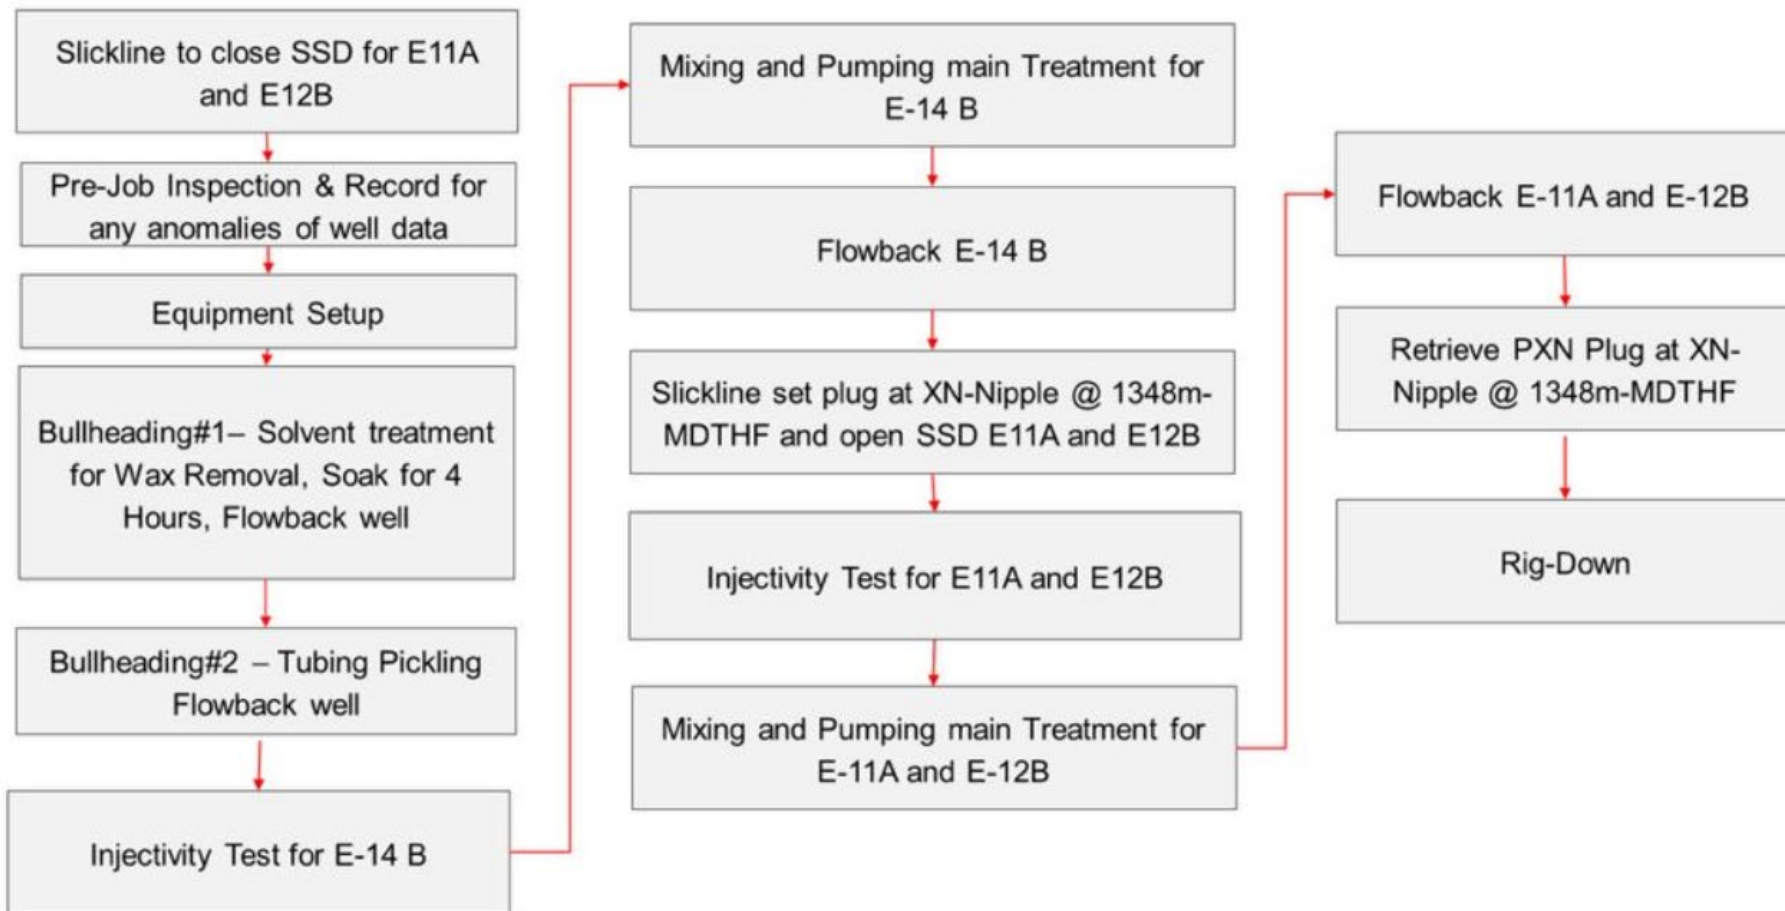 Slickline to close SSD for E11A
and E12B
Pre-Job Inspection & Record for
any anomalies of well data
Equipment Setup
Bullheading#1– Solvent treatment
for Wax Removal, Soak for 4
Hours, Flowback well
Bullheading#2 – Tubing Pickling
Flowback well
Injectivity Test for E-14 B
Mixing and Pumping main Treatment for
E-14 B
Flowback E-14 B
Slickline set plug at XN-Nipple @ 1348m-
MDTHF and open SSD E11A and E12B
Injectivity Test for E11A and E12B
Mixing and Pumping main Treatment for
E-11A and E-12B
Flowback E-11A and E-12B
Retrieve PXN Plug at XN-
Nipple @ 1348m-MDTHF
Rig-Down